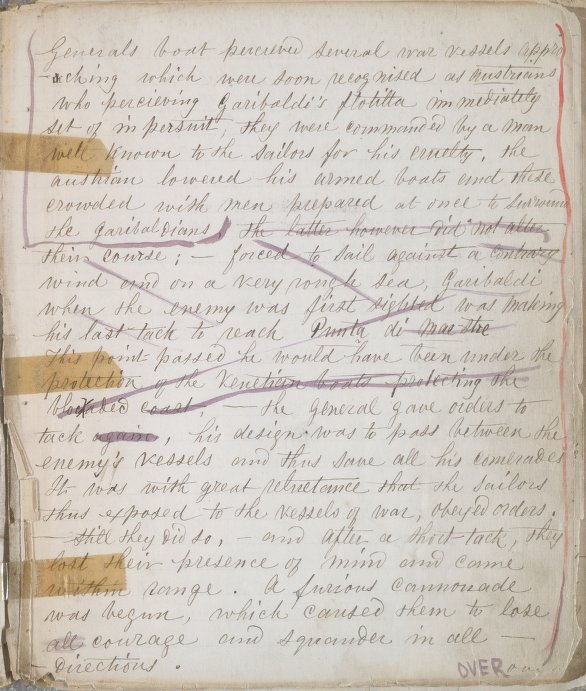 Generals boat percieved several war vessels appro
-aching which were soon recognised as Austrians
who percieving Garibaldi's flotilla immediately
set of in persuit, they were commanded by a man
well known to the sailors for his cruelty. the
austrian lowered his armed boats and these
crowded with men prepared at once to surround
the garibaldians, the latter however did not alter
their course; — forced to sail against a contrary
wind and on a very rough sea, Garibaldi
when the enemy was first sighted was making
his last tack to reach Punta di Maestre
This point passed he would have been under the
protection of the Venetian boats protecting the
blockaded coast, — the General gave orders to
tack again, his design was to pass between the
enemy's vessels and thus save all his comerades
It was with great reluctance that the sailors
thus exposed to the vessels of war, obeyed orders.
— still they did so, — and after a short tack, they
lost their presence of mind and came
within range. A furious cannonade
was begun, which caused them to lose
all courage and squander in all —
— directions.
OVER